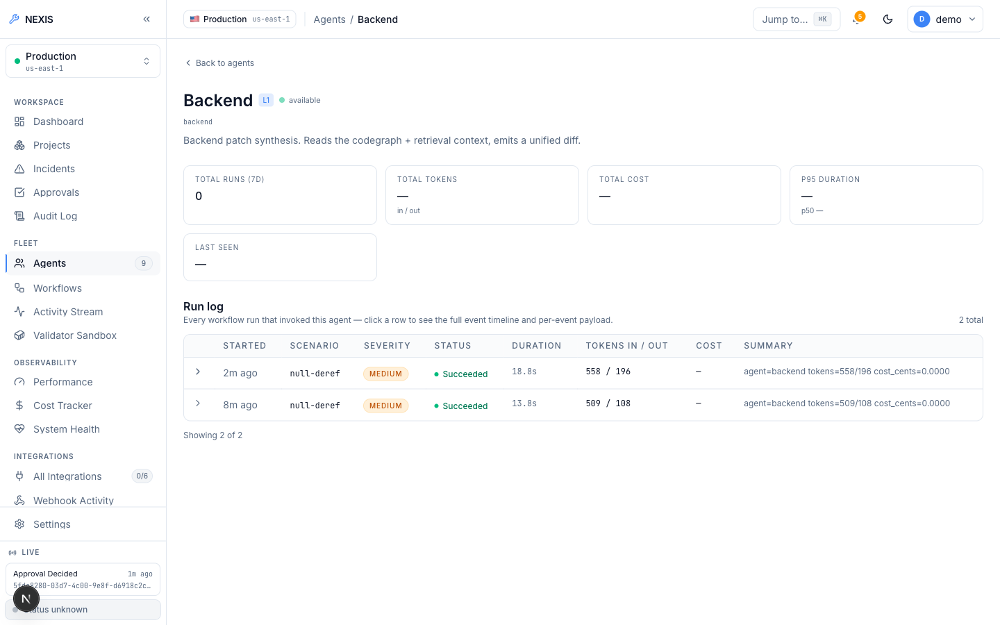 NEXIS
Production us-east-1
Agents / Backend
Jump to... ⌘K
5
D demo
Production
us-east-1
WORKSPACE
Dashboard
Projects
Incidents
Approvals
Audit Log
FLEET
Agents 9
Workflows
Activity Stream
Validator Sandbox
OBSERVABILITY
Performance
Cost Tracker
System Health
INTEGRATIONS
All Integrations 0/6
Webhook Activity
Settings
LIVE
Approval Decided 1m ago
8280-03d7-4c00-9e8f-d6918c2c…
N
unknown
Back to agents
Backend L1 available
backend
Backend patch synthesis. Reads the codegraph + retrieval context, emits a unified diff.
TOTAL RUNS (7D)
0
TOTAL TOKENS
—
in / out
TOTAL COST
—
P95 DURATION
—
p50 —
LAST SEEN
—
Run log
Every workflow run that invoked this agent — click a row to see the full event timeline and per-event payload.
2 total
STARTED SCENARIO SEVERITY STATUS DURATION TOKENS IN / OUT COST SUMMARY
2m ago null-deref MEDIUM Succeeded 18.8s 558 / 196 — agent=backend tokens=558/196 cost_cents=0.0000
8m ago null-deref MEDIUM Succeeded 13.8s 509 / 108 — agent=backend tokens=509/108 cost_cents=0.0000
Showing 2 of 2